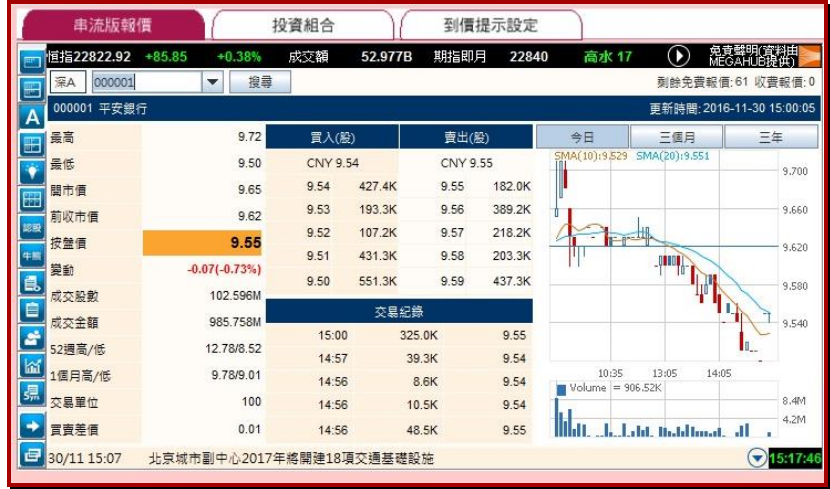 串流版報價 投資組合 到價提示設定
恒指22822.92 +85.85 +0.38% 成交額 52.977B 期指即月 22840 高水 17 免責聲明(資料由MEGAHUB提供)
深A 000001 搜尋 剩餘免費報價:61 收費報價:0
000001 平安銀行 更新時間:2016-11-30 15:00:05
A
認股
牛熊
最高 9.72
最低 9.50
開市價 9.65
前收市價 9.62
按盤價 9.55
變動 -0.07(-0.73%)
成交股數 102.596M
成交金額 985.758M
52週高/低 12.78/8.52
1個月高/低 9.78/9.01
交易單位 100
買賣差價 0.01
買入(股) 賣出(股)
CNY 9.54 CNY 9.55
9.54 427.4K 9.55 182.0K
9.53 193.3K 9.56 389.2K
9.52 107.2K 9.57 218.2K
9.51 431.3K 9.58 203.3K
9.50 551.3K 9.59 437.3K
交易紀錄
15:00 325.0K 9.55
14:57 39.3K 9.54
14:56 8.6K 9.54
14:56 10.5K 9.54
14:56 48.5K 9.55
今日 三個月 三年
SMA(10):9.529 SMA(20):9.551
9.700
9.660
9.620
9.580
9.540
10:35 13:05 14:05
Volume = 906.52K
8.4M
4.2M
30/11 15:07 北京城市副中心2017年將開建18項交通基礎設施 15:17:46